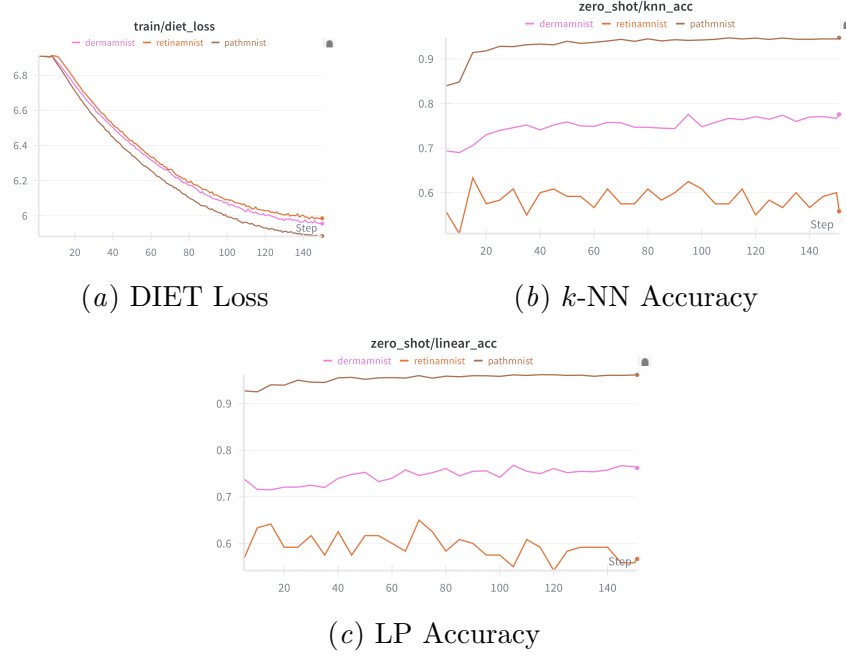 train/diet_loss
dermamnist retinamnist pathmnist
6.8
6.6
6.4
6.2
6
Step
20 40 60 80 100 120 140
(a) DIET Loss
zero_shot/knn_acc
dermamnist retinamnist pathmnist
0.9
0.8
0.7
0.6
Step
20 40 60 80 100 120 140
(b) k-NN Accuracy
zero_shot/linear_acc
dermamnist retinamnist pathmnist
0.9
0.8
0.7
0.6
Step
20 40 60 80 100 120 140
(c) LP Accuracy